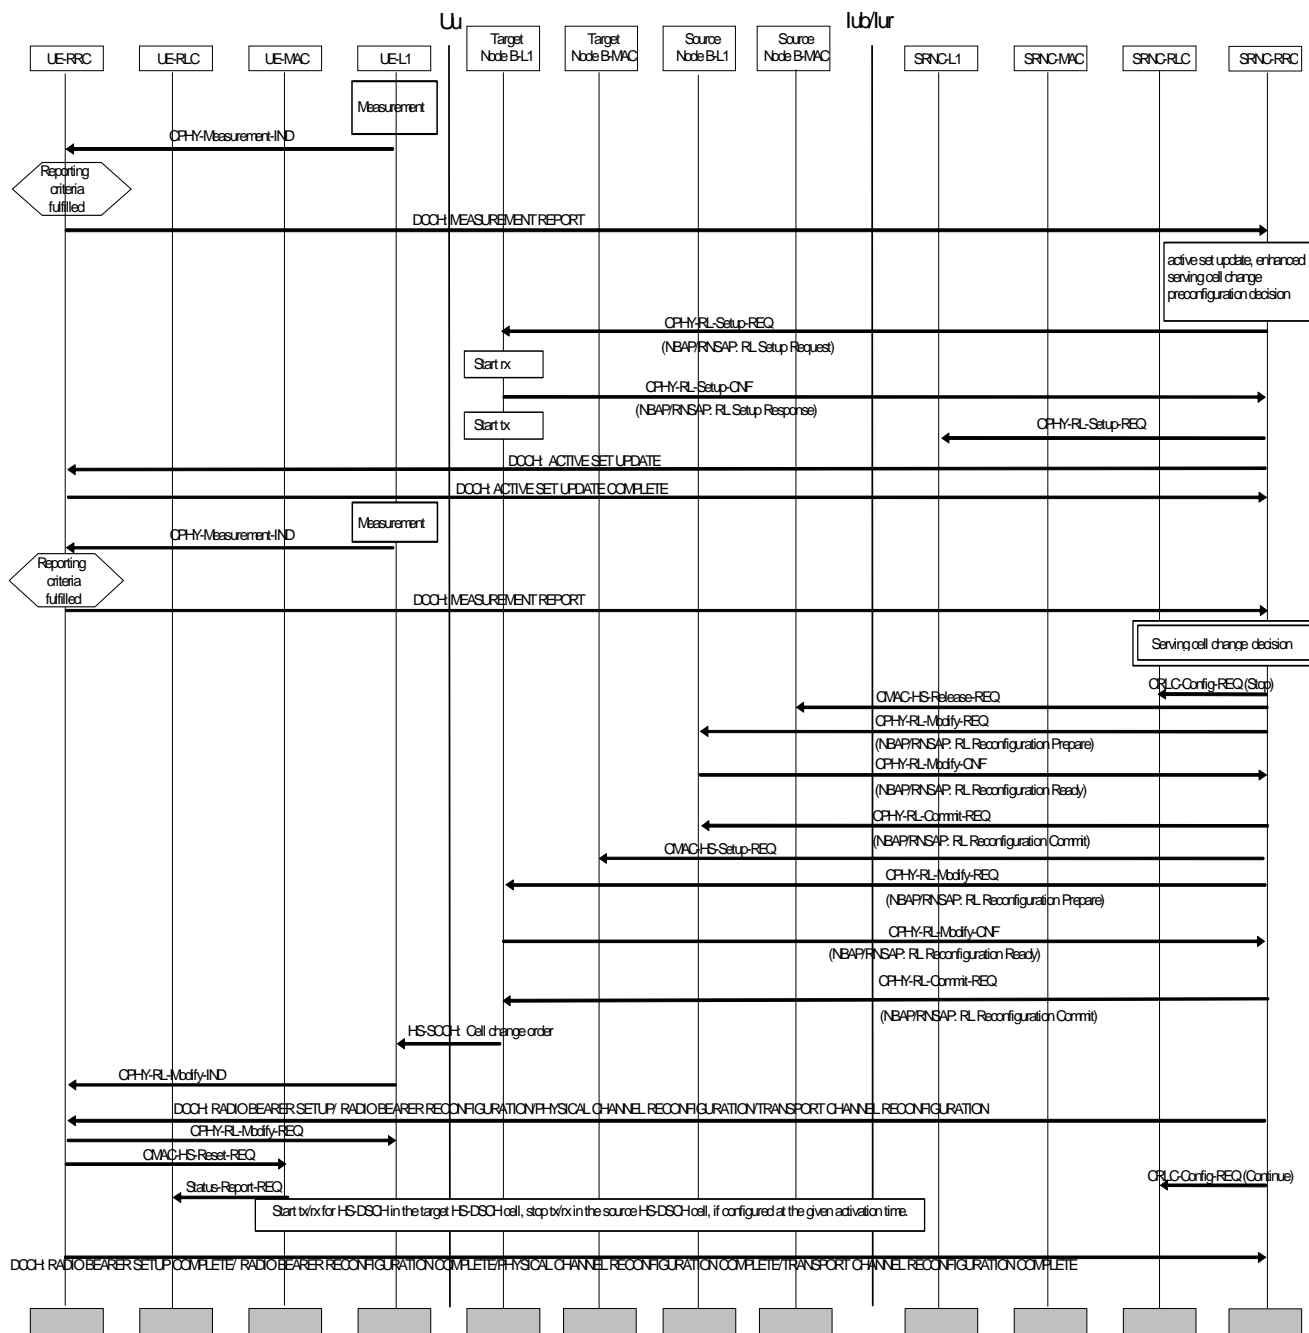 Uu
Iub/Iur
UE-RRC
UE-RLC
UE-MAC
UE-L1
Target
Node B-L1
Target
Node B-MAC
Source
Node B-L1
Source
Node B-MAC
SRNC-L1
SRNC-MAC
SRNC-RLC
SRNC-RRC
Measurement
CPHY-Measurement-IND
Reporting
criteria
fulfilled
DCCH: MEASUREMENT REPORT
active set update, enhanced
serving cell change
preconfiguration decision
CPHY-RL-Setup-REQ
(NBAP/RNSAP: RL Setup Request)
Start rx
CPHY-RL-Setup-CNF
(NBAP/RNSAP: RL Setup Response)
Start tx
CPHY-RL-Setup-REQ
DCCH: ACTIVE SET UPDATE
DCCH: ACTIVE SET UPDATE COMPLETE
Measurement
CPHY-Measurement-IND
Reporting
criteria
fulfilled
DCCH: MEASUREMENT REPORT
Serving cell change decision
CRLC-Config-REQ (Stop)
CMAC-HS-Release-REQ
CPHY-RL-Modify-REQ
(NBAP/RNSAP: RL Reconfiguration Prepare)
CPHY-RL-Modify-CNF
(NBAP/RNSAP: RL Reconfiguration Ready)
CPHY-RL-Commit-REQ
(NBAP/RNSAP: RL Reconfiguration Commit)
CMAC-HS-Setup-REQ
CPHY-RL-Modify-REQ
(NBAP/RNSAP: RL Reconfiguration Prepare)
CPHY-RL-Modify-CNF
(NBAP/RNSAP: RL Reconfiguration Ready)
CPHY-RL-Commit-REQ
(NBAP/RNSAP: RL Reconfiguration Commit)
HS-SCCH: Cell change order
CPHY-RL-Modify-IND
DCCH: RADIO BEARER SETUP/ RADIO BEARER RECONFIGURATION/PHYSICAL CHANNEL RECONFIGURATION/TRANSPORT CHANNEL RECONFIGURATION
CPHY-RL-Modify-REQ
CMAC-HS-Reset-REQ
Status-Report-REQ
CRLC-Config-REQ (Continue)
Start tx/rx for HS-DSCH in the target HS-DSCH cell, stop tx/rx in the source HS-DSCH cell, if configured at the given activation time.
DCCH: RADIO BEARER SETUP COMPLETE/ RADIO BEARER RECONFIGURATION COMPLETE/PHYSICAL CHANNEL RECONFIGURATION COMPLETE/TRANSPORT CHANNEL RECONFIGURATION COMPLETE